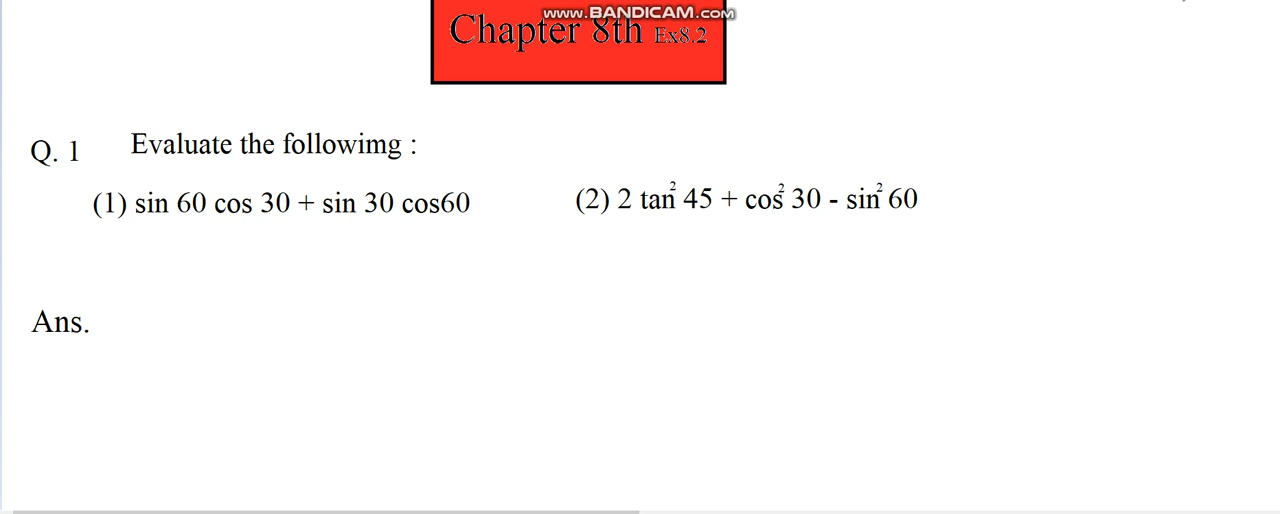 www.BANDICAM.com
Chapter 8th Ex8.2
Q. 1 Evaluate the followimg :
(1) sin 60 cos 30 + sin 30 cos60 (2) 2 tan² 45 + cos² 30 - sin² 60
Ans.